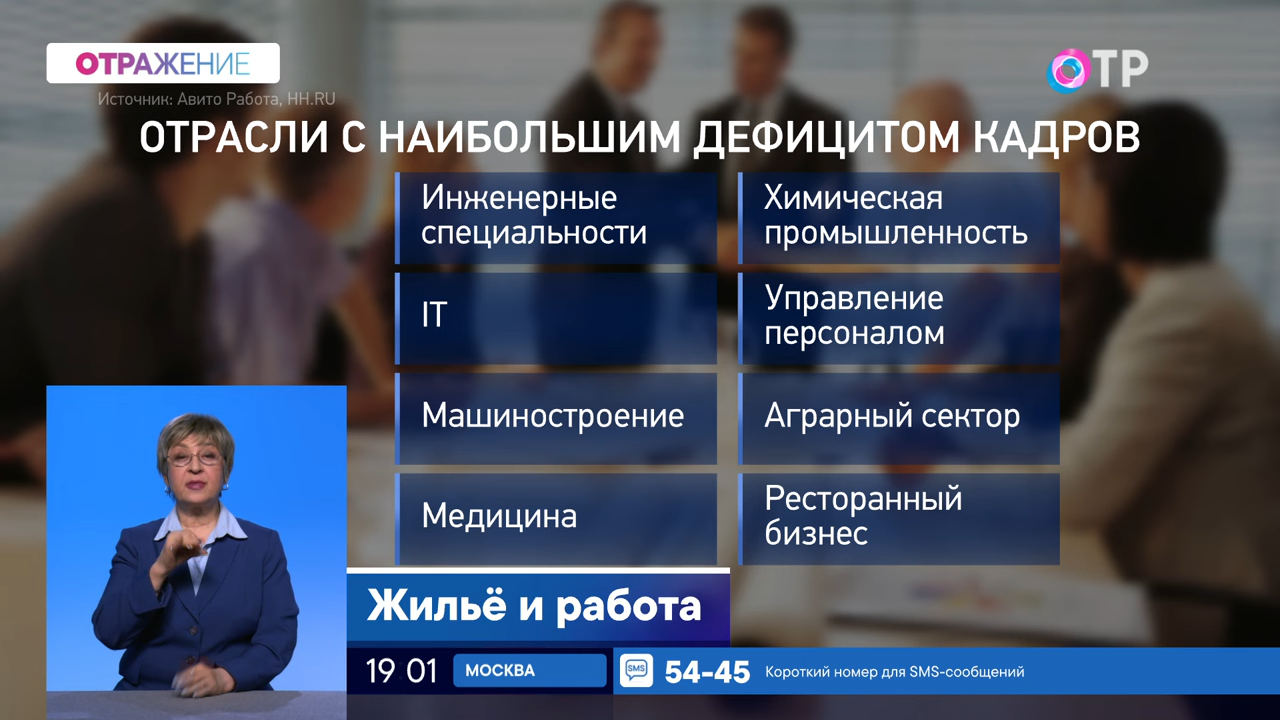 ОТРАЖЕНИЕ
ОТР
Источник: Авито Работа, HH.RU
ОТРАСЛИ С НАИБОЛЬШИМ ДЕФИЦИТОМ КАДРОВ
Инженерные
специальности
IT
Машиностроение
Медицина
Химическая
промышленность
Управление
персоналом
Аграрный сектор
Ресторанный
бизнес
Жильё и работа
19 01 МОСКВА SMS 54-45 Короткий номер для SMS-сообщений